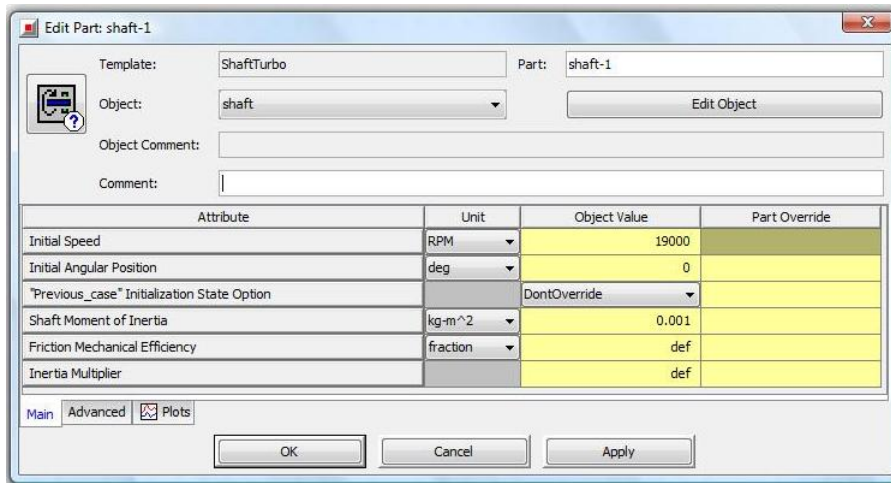 Edit Part: shaft-1
Template: ShaftTurbo Part: shaft-1
Object: shaft Edit Object
Object Comment:
Comment:
Attribute Unit Object Value Part Override
Initial Speed RPM 19000
Initial Angular Position deg 0
"Previous_case" Initialization State Option DontOverride
Shaft Moment of Inertia kg-m^2 0.001
Friction Mechanical Efficiency fraction def
Inertia Multiplier def
Main Advanced Plots
OK Cancel Apply